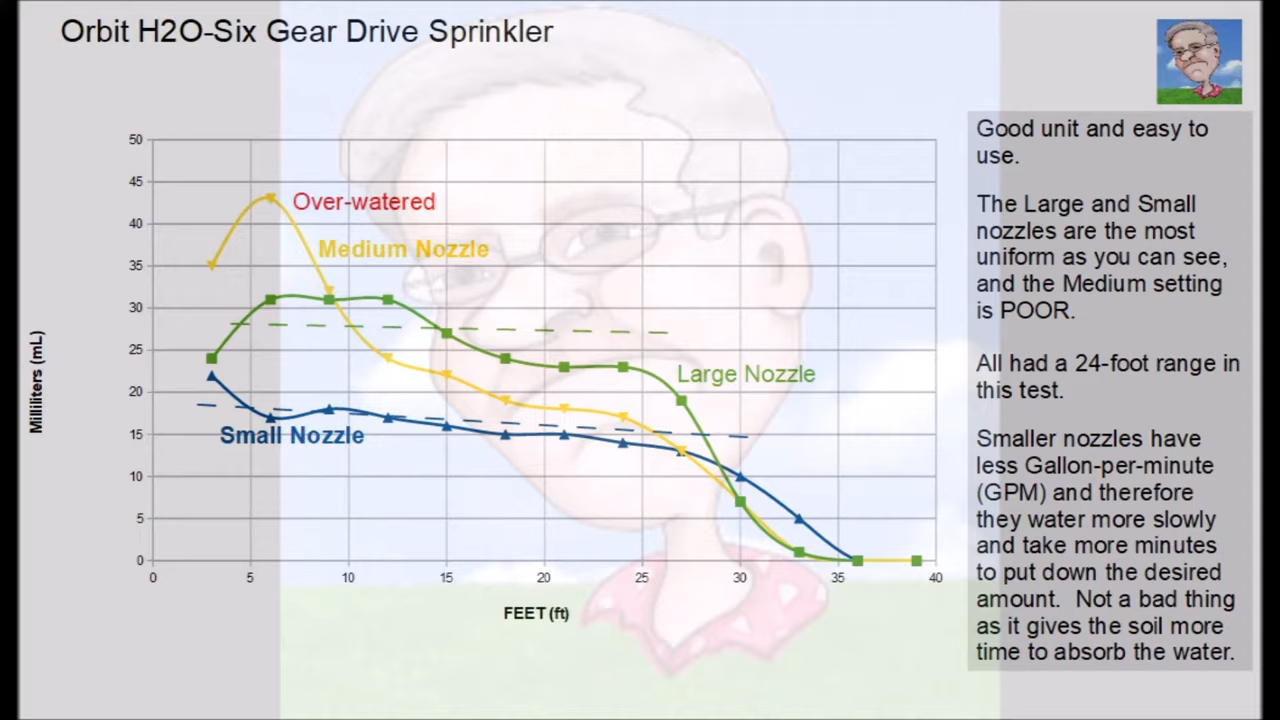 Orbit H2O-Six Gear Drive Sprinkler
50
45
40
35
30
25
20
15
10
5
0
0 5 10 15 20 25 30 35 40
Milliliters (mL)
FEET (ft)
Over-watered
Medium Nozzle
Large Nozzle
Small Nozzle
Good unit and easy to
use.
The Large and Small
nozzles are the most
uniform as you can see,
and the Medium setting
is POOR.
All had a 24-foot range in
this test.
Smaller nozzles have
less Gallon-per-minute
(GPM) and therefore
they water more slowly
and take more minutes
to put down the desired
amount. Not a bad thing
as it gives the soil more
time to absorb the water.